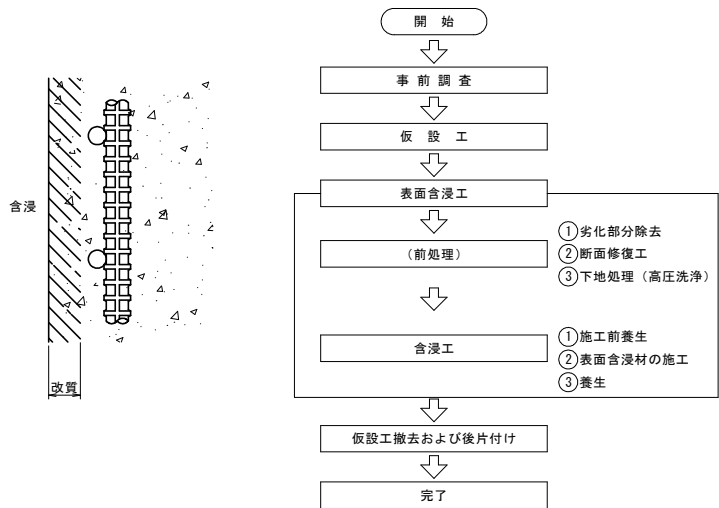 開 始
事 前 調 査
仮 設 工
表面含浸工
(前処理)
①劣化部分除去
②断面修復工
③下地処理（高圧洗浄）
含浸工
①施工前養生
②表面含浸材の施工
③養生
仮設工撤去および後片付け
完了
含浸
改質